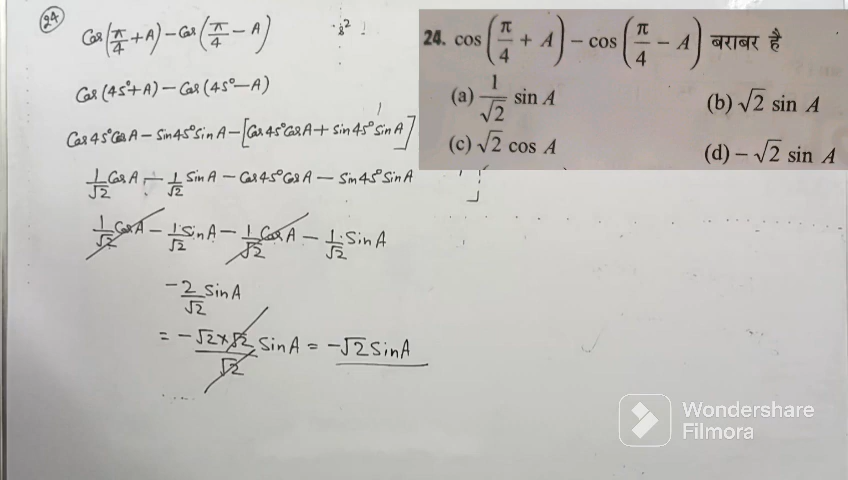 24
Cos(π/4 + A) – Cos(π/4 – A)
Cos(45°+A) – Cos(45°–A)
Cos45°CosA – Sin45°SinA – [Cos45°CosA + Sin45°SinA]
1/√2 CosA – 1/√2 SinA – Cos45°CosA – Sin45°SinA
1/√2 CosA – 1/√2 SinA – 1/√2 CosA – 1/√2 SinA
– 2/√2 SinA
= – √2×√2/√2 SinA = –√2 SinA
24. cos(π/4 + A) – cos(π/4 – A) बराबर है
(a) 1/√2 sin A
(b) √2 sin A
(c) √2 cos A
(d) – √2 sin A
Wondershare
Filmora